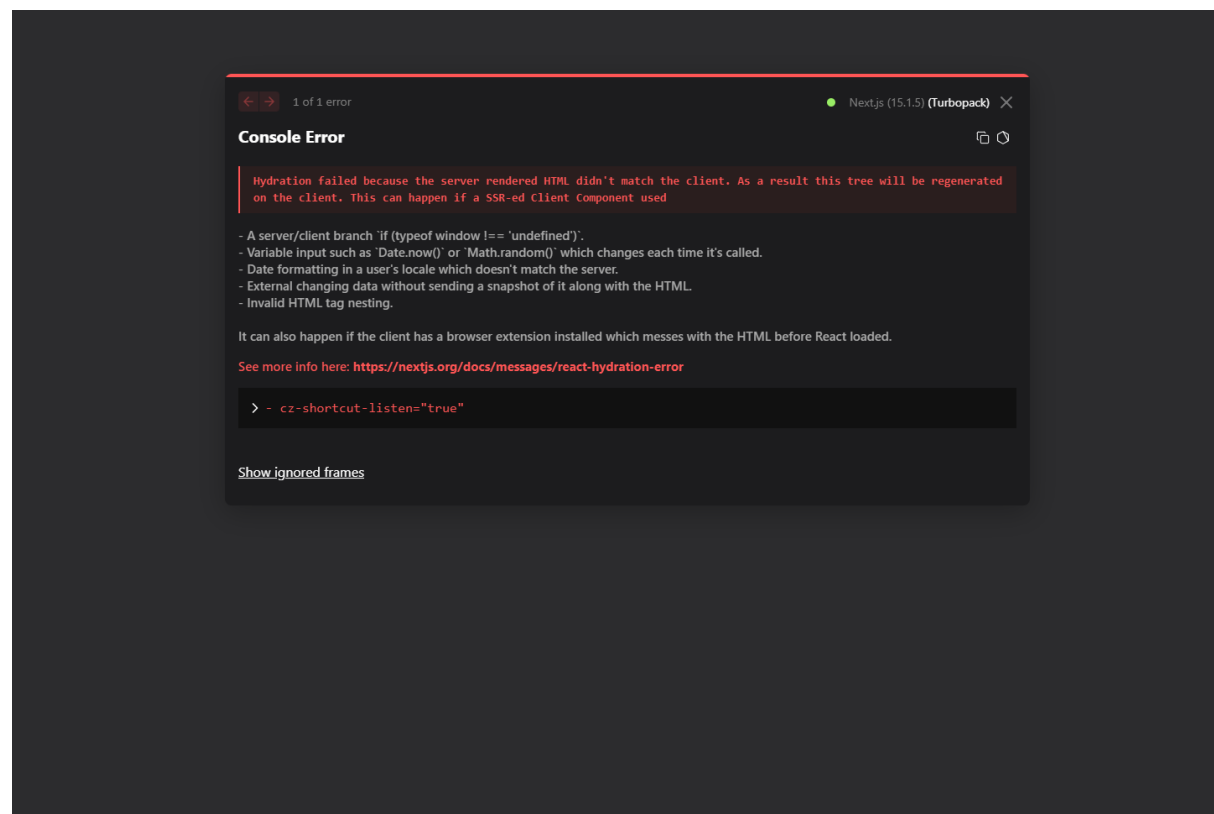 1 of 1 error
Next.js (15.1.5) (Turbopack)
Console Error
Hydration failed because the server rendered HTML didn't match the client. As a result this tree will be regenerated
on the client. This can happen if a SSR-ed Client Component used
- A server/client branch `if (typeof window !== 'undefined')`.
- Variable input such as `Date.now()` or `Math.random()` which changes each time it's called.
- Date formatting in a user's locale which doesn't match the server.
- External changing data without sending a snapshot of it along with the HTML.
- Invalid HTML tag nesting.
It can also happen if the client has a browser extension installed which messes with the HTML before React loaded.
See more info here: https://nextjs.org/docs/messages/react-hydration-error
- cz-shortcut-listen="true"
Show ignored frames